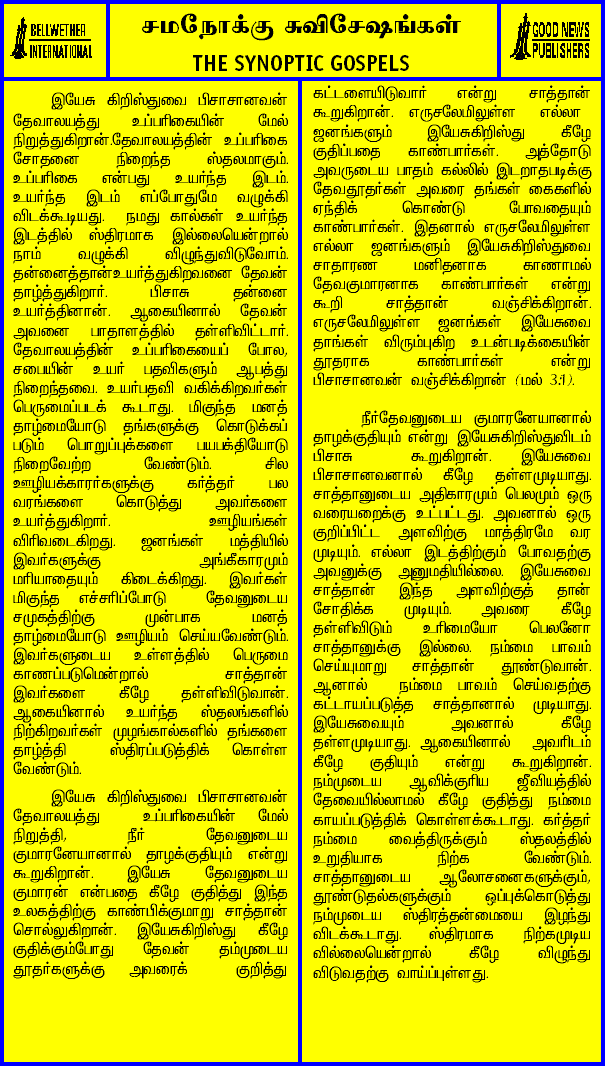 BELLWETHER
INTERNATIONAL
சமநோக்கு சுவிசேஷங்கள்
THE SYNOPTIC GOSPELS
GOOD NEWS
PUBLISHERS
இயேசு கிறிஸ்துவை பிசாசானவன்
தேவாலயத்து உப்பரிகையின் மேல்
நிறுத்துகிறான்.தேவாலயத்தின் உப்பரிகை
சோதனை நிறைந்த ஸ்தலமாகும்.
உப்பரிகை என்பது உயர்ந்த இடம்.
உயர்ந்த இடம் எப்போதுமே வழுக்கி
விடக்கூடியது. நமது கால்கள் உயர்ந்த
இடத்தில் ஸ்திரமாக இல்லையென்றால்
நாம் வழுக்கி விழுந்துவிடுவோம்.
தன்னைத்தான்உயர்த்துகிறவனை தேவன்
தாழ்த்துகிறார். பிசாசு தன்னை
உயர்த்தினான். ஆகையினால் தேவன்
அவனை பாதாளத்தில் தள்ளிவிட்டார்.
தேவாலயத்தின் உப்பரிகையைப் போல,
சபையின் உயர் பதவிகளும் ஆபத்து
நிறைந்தவை. உயர்பதவி வகிக்கிறவர்கள்
பெருமைப்படக் கூடாது. மிகுந்த மனத்
தாழ்மையோடு தங்களுக்கு கொடுக்கப்
படும் பொறுப்புக்களை பயபக்தியோடு
நிறைவேற்ற வேண்டும். சில
ஊழியக்காரர்களுக்கு கர்த்தர் பல
வரங்களை கொடுத்து அவர்களை
உயர்த்துகிறார். ஊழியங்கள்
விரிவடைகிறது. ஜனங்கள் மத்தியில்
இவர்களுக்கு அங்கீகாரமும்
மரியாதையும் கிடைக்கிறது. இவர்கள்
மிகுந்த எச்சரிப்போடு தேவனுடைய
சமுகத்திற்கு முன்பாக மனத்
தாழ்மையோடு ஊழியம் செய்யவேண்டும்.
இவர்களுடைய உள்ளத்தில் பெருமை
காணப்படுமென்றால் சாத்தான்
இவர்களை கீழே தள்ளிவிடுவான்.
ஆகையினால் உயர்ந்த ஸ்தலங்களில்
நிற்கிறவர்கள் முழங்கால்களில் தங்களை
தாழ்த்தி ஸ்திரப்படுத்திக் கொள்ள
வேண்டும்.
இயேசு கிறிஸ்துவை பிசாசானவன்
தேவாலயத்து உப்பரிகையின் மேல்
நிறுத்தி, நீர் தேவனுடைய
குமாரனேயானால் தாழக்குதியும் என்று
கூறுகிறான். இயேசு தேவனுடைய
குமாரன் என்பதை கீழே குதித்து இந்த
உலகத்திற்கு காண்பிக்குமாறு சாத்தான்
சொல்லுகிறான். இயேசுகிறிஸ்து கீழே
குதிக்கும்போது தேவன் தம்முடைய
தூதர்களுக்கு அவரைக் குறித்து
கட்டளையிடுவார் என்று சாத்தான்
கூறுகிறான். எருசலேமிலுள்ள எல்லா
ஜனங்களும் இயேசுகிறிஸ்து கீழே
குதிப்பதை காண்பார்கள். அத்தோடு
அவருடைய பாதம் கல்லில் இடறாதபடிக்கு
தேவதூதர்கள் அவரை தங்கள் கைகளில்
ஏந்திக் கொண்டு போவதையும்
காண்பார்கள். இதனால் எருசலேமிலுள்ள
எல்லா ஜனங்களும் இயேசுகிறிஸ்துவை
சாதாரண மனிதனாக காணாமல்
தேவகுமாரனாக காண்பார்கள் என்று
கூறி சாத்தான் வஞ்சிக்கிறான்.
எருசலேமிலுள்ள ஜனங்கள் இயேசுவை
தாங்கள் விரும்புகிற உடன்படிக்கையின்
தூதராக காண்பார்கள் என்று
பிசாசானவன் வஞ்சிக்கிறான் (மல் 3:1).
நீர்தேவனுடைய குமாரனேயானால்
தாழக்குதியும் என்று இயேசுகிறிஸ்துவிடம்
பிசாசு கூறுகிறான். இயேசுவை
பிசாசானவனால் கீழே தள்ளமுடியாது.
சாத்தானுடைய அதிகாரமும் பெலமும் ஒரு
வரையறைக்கு உட்பட்டது. அவனால் ஒரு
குறிப்பிட்ட அளவிற்கு மாத்திரமே வர
முடியும். எல்லா இடத்திற்கும் போவதற்கு
அவனுக்கு அனுமதியில்லை. இயேசுவை
சாத்தான் இந்த அளவிற்குத் தான்
சோதிக்க முடியும். அவரை கீழே
தள்ளிவிடும் உரிமையோ பெலனோ
சாத்தானுக்கு இல்லை. நம்மை பாவம்
செய்யுமாறு சாத்தான் தூண்டுவான்.
ஆனால் நம்மை பாவம் செய்வதற்கு
கட்டாயப்படுத்த சாத்தானால் முடியாது.
இயேசுவையும் அவனால் கீழே
தள்ளமுடியாது. ஆகையினால் அவரிடம்
கீழே குதியும் என்று கூறுகிறான்.
நம்முடைய ஆவிக்குரிய ஜீவியத்தில்
தேவையில்லாமல் கீழே குதித்து நம்மை
காயப்படுத்திக் கொள்ளக்கூடாது. கர்த்தர்
நம்மை வைத்திருக்கும் ஸ்தலத்தில்
உறுதியாக நிற்க வேண்டும்.
சாத்தானுடைய ஆலோசனைகளுக்கும்,
தூண்டுதல்களுக்கும் ஒப்புக்கொடுத்து
நம்முடைய ஸ்திரத்தன்மையை இழந்து
விடக்கூடாது. ஸ்திரமாக நிற்கமுடிய
வில்லையென்றால் கீழே விழுந்து
விடுவதற்கு வாய்ப்புள்ளது.